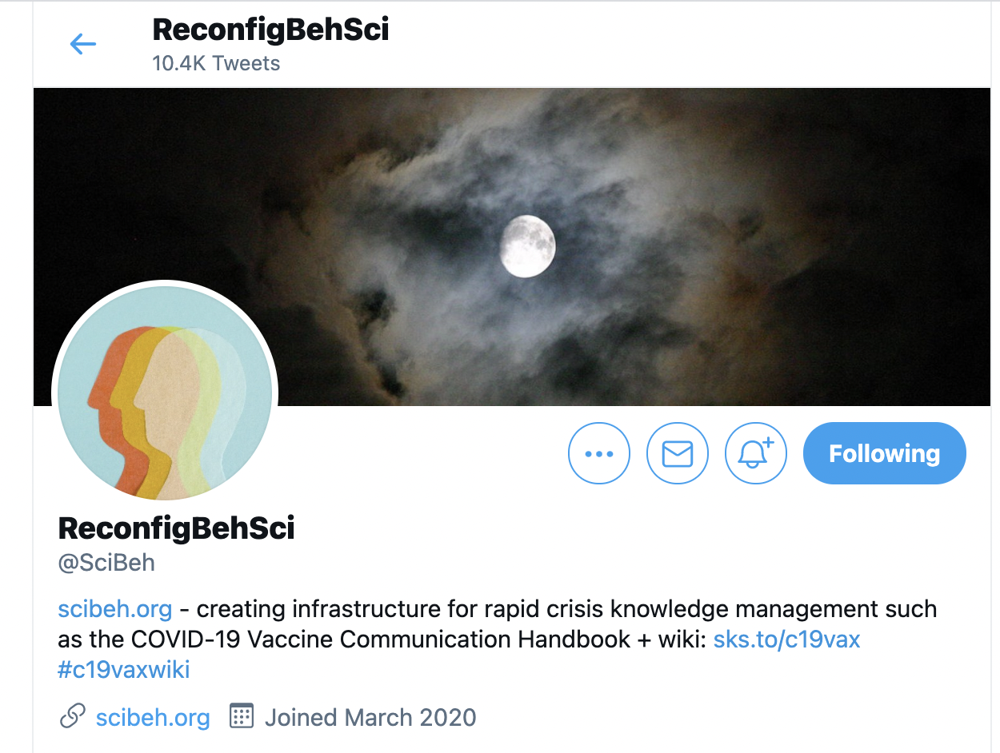 ReconfigBehSci
10.4K Tweets
Following
ReconfigBehSci
@SciBeh
scibeh.org - creating infrastructure for rapid crisis knowledge management such
as the COVID-19 Vaccine Communication Handbook + wiki: sks.to/c19vax
#c19vaxwiki
scibeh.org Joined March 2020